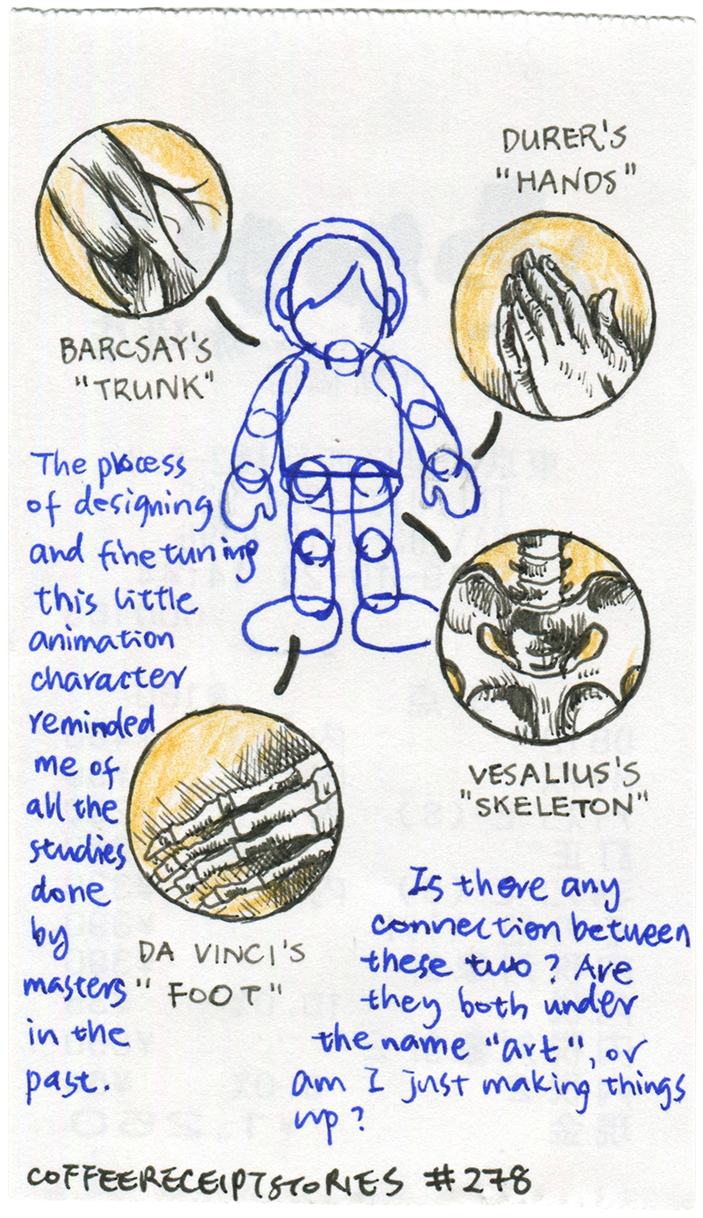 DURER'S
"HANDS"
BARCSAY'S
"TRUNK"
The process
of designing
and finetuning
this little
animation
character
reminded
me of
all the
studies
done
by
masters
in the
past.
VESALIUS'S
"SKELETON"
DA VINCI'S
"FOOT"
Is there any
connection between
these two? Are
they both under
the name "art", or
am I just making things
up?
COFFEERECEIPTSTORIES #278